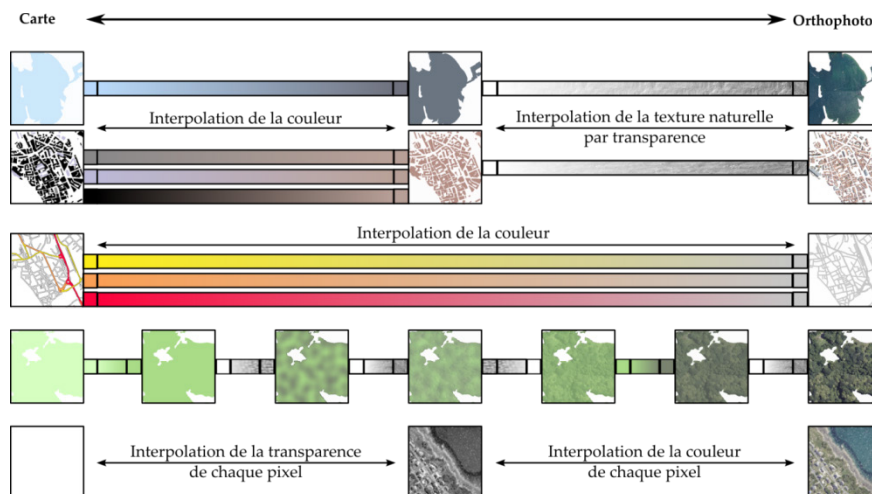 Carte
Orthophoto
Interpolation de la couleur
Interpolation de la texture naturelle
par transparence
Interpolation de la couleur
Interpolation de la transparence
de chaque pixel
Interpolation de la couleur
de chaque pixel